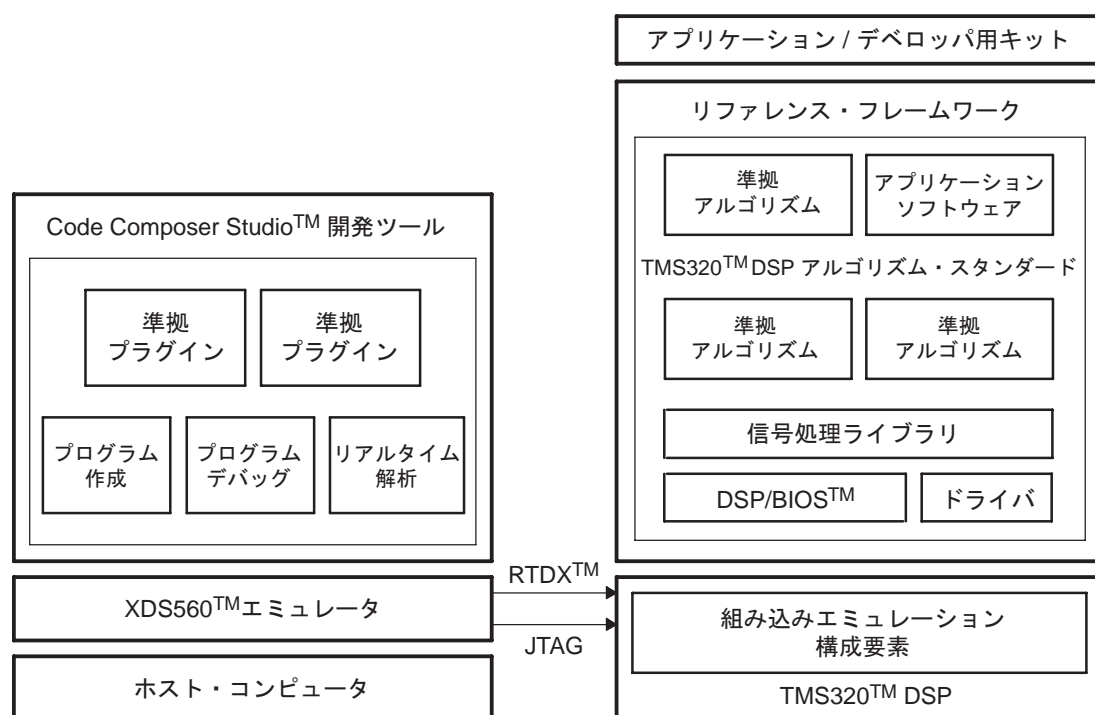 アプリケーション / デベロッパ用キット
リファレンス・フレームワーク
準拠
アルゴリズム
アプリケーション
ソフトウェア
TMS320™ DSP アルゴリズム・スタンダード
準拠
アルゴリズム
準拠
アルゴリズム
信号処理ライブラリ
DSP/BIOS™
ドライバ
Code Composer Studio™ 開発ツール
準拠
プラグイン
準拠
プラグイン
プログラム
作成
プログラム
デバッグ
リアルタイム
解析
XDS560™エミュレータ
RTDX™
JTAG
ホスト・コンピュータ
組み込みエミュレーション
構成要素
TMS320™ DSP